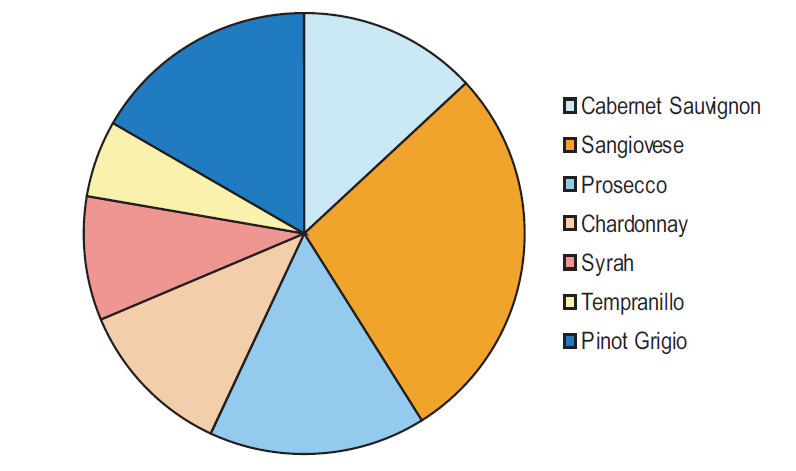 Cabernet Sauvignon
Sangiovese
Prosecco
Chardonnay
Syrah
Tempranillo
Pinot Grigio